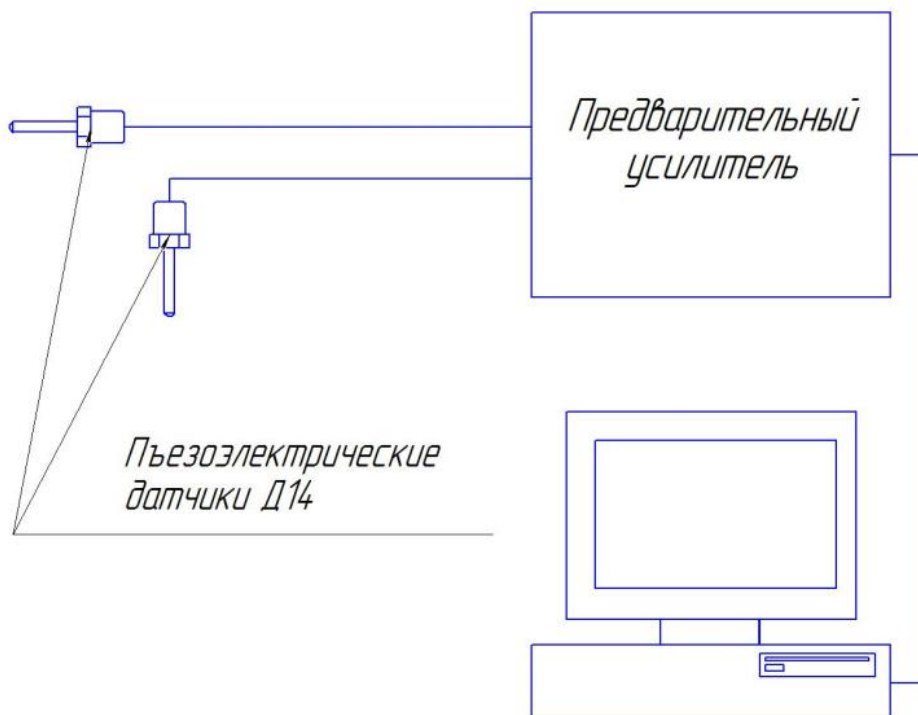 Предварительный
усилитель
Пъезоэлектрические
датчики Д14